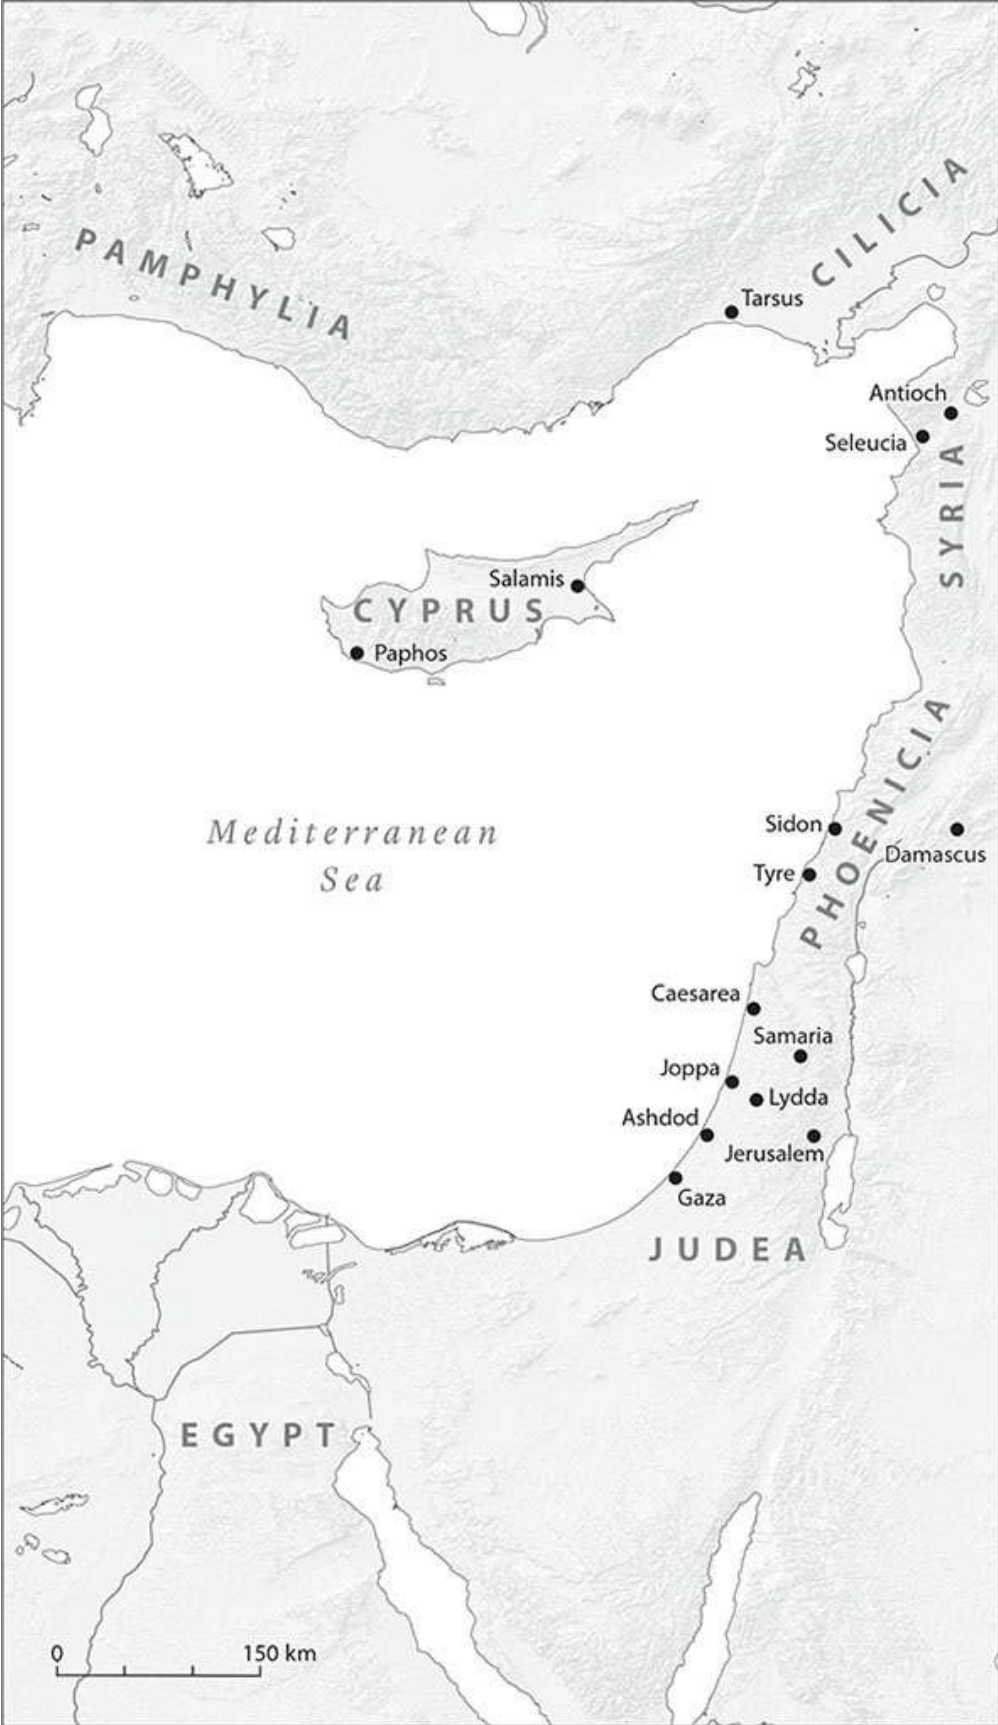 CILICIA
PAMPHYLIA
Tarsus
Antioch
Seleucia
SYRIA
Salamis
CYPRUS
Paphos
PHOENICIA
Mediterranean
Sea
Sidon
Damascus
Tyre
Caesarea
Samaria
Joppa
Lydda
Ashdod
Jerusalem
Gaza
JUDEA
EGYPT
0 150 km